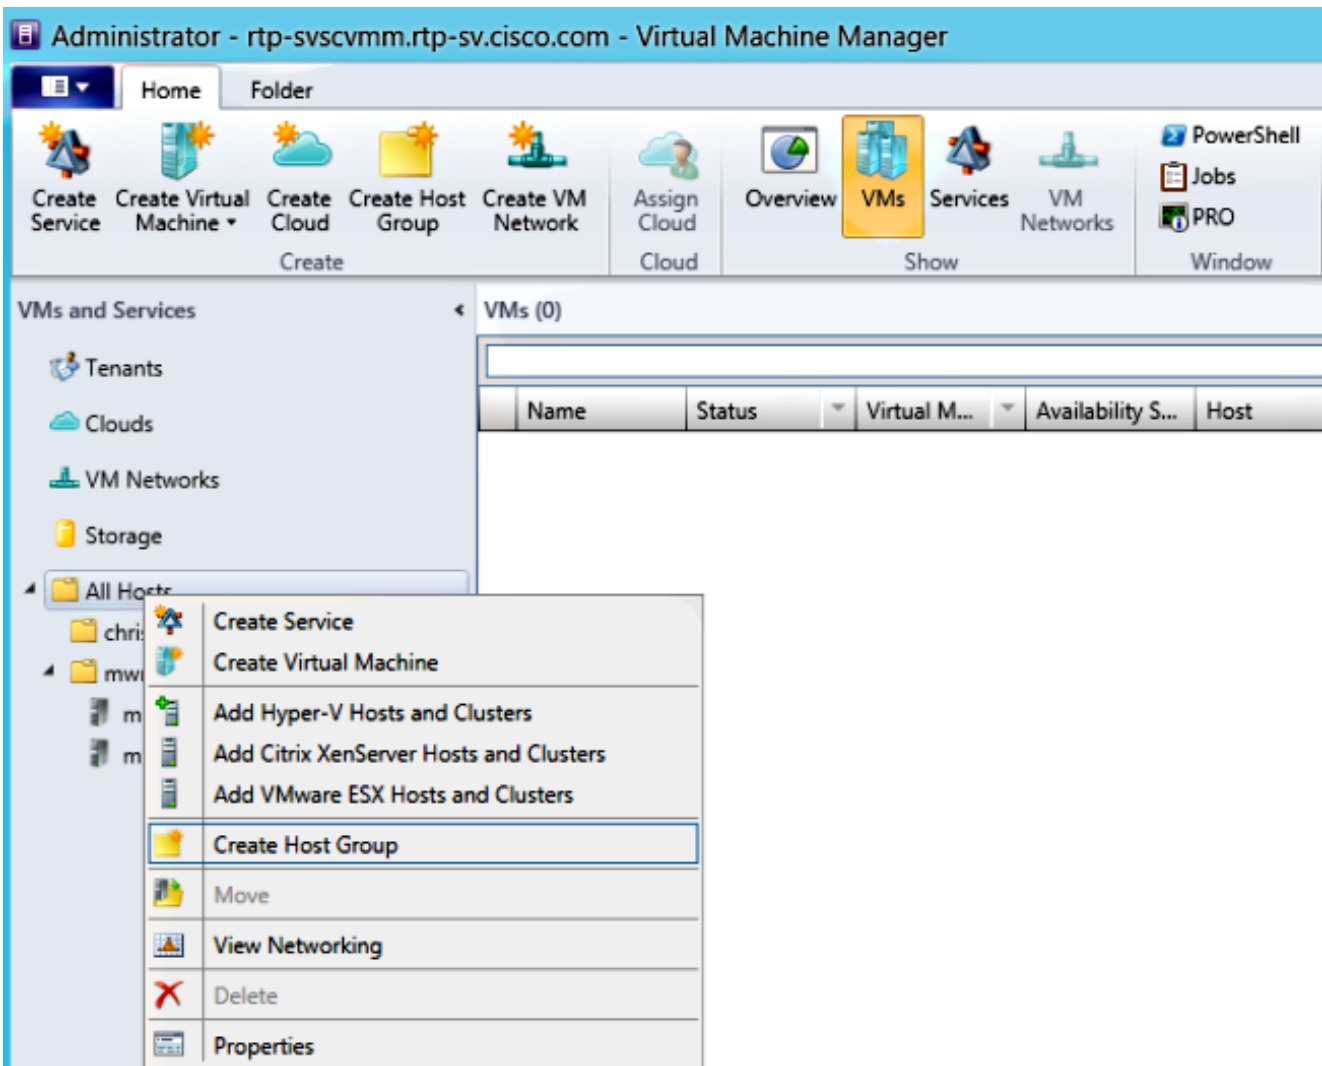 Administrator - rtp-svscvmm.rtp-sv.cisco.com - Virtual Machine Manager
Home Folder
Create Service
Create Virtual Machine
Create Cloud
Create Host Group
Create VM Network
Assign Cloud
Overview
VMs
Services
VM Networks
PowerShell
Jobs
PRO
Create Cloud Show Window
VMs and Services
Tenants
Clouds
VM Networks
Storage
All Hosts
VMs (0)
Name Status Virtual M... Availability S... Host
Create Service
Create Virtual Machine
Add Hyper-V Hosts and Clusters
Add Citrix XenServer Hosts and Clusters
Add VMware ESX Hosts and Clusters
Create Host Group
Move
View Networking
Delete
Properties